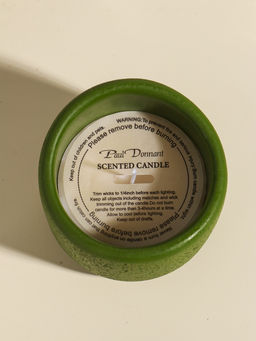 WARNING: To prevent fire and serious injury
Please remove before burning
Keep out of children and pets.
Paul Donnant
SCENTED CANDLE
Trim wicks to 1/4inch before each lighting.
Keep all objects including matches and wick
trimming out of the candle.Do not burn
candle for more than 3-4hours at a time.
Allow to cool before lighting.
Keep out of drafts.
Please remove before burning